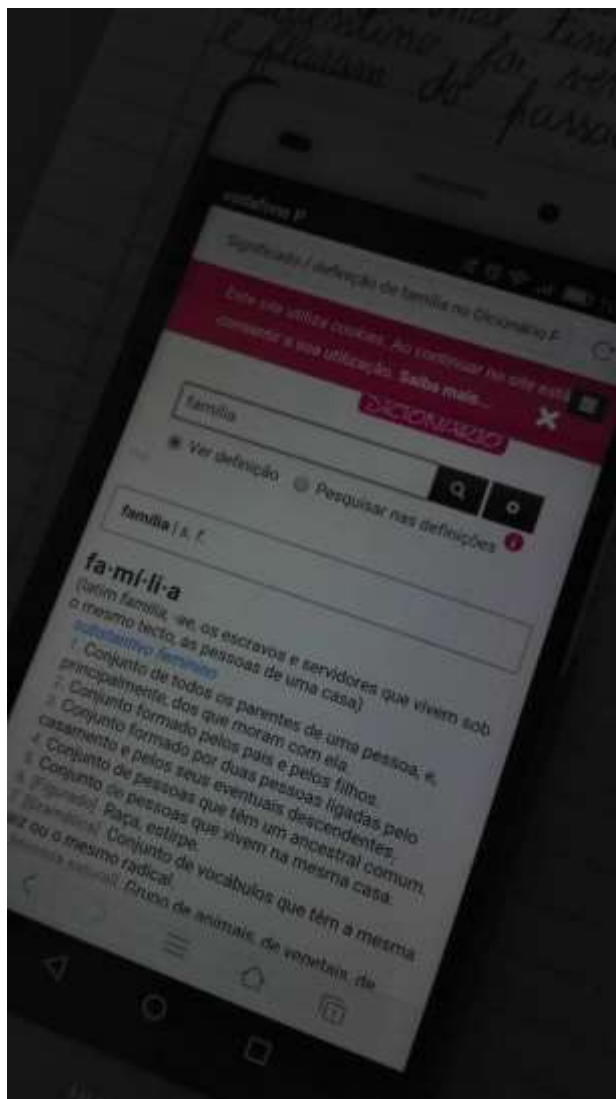 e
do passa
vodafone P
Significado / definição de família no Dicionário P
Este site utiliza cookies. Ao continuar no site está
consentir a sua utilização. Saiba mais...
DICIONÁRIO
família
Ver definição Pesquisar nas definições
família | s. f.
fa·mí·li·a
(latim familia, -ae, os escravos e servidores que vivem sob
o mesmo tecto, as pessoas de uma casa)
substantivo feminino
1. Conjunto de todos os parentes de uma pessoa, e,
principalmente, dos que moram com ela.
2. Conjunto formado pelos pais e pelos filhos.
3. Conjunto formado por duas pessoas ligadas pelo
casamento e pelos seus eventuais descendentes.
4. Conjunto de pessoas que têm um ancestral comum.
5. Conjunto de pessoas que vivem na mesma casa.
6. [Figurado] Raça, estirpe.
7. [Gramática] Conjunto de vocábulos que têm a mesma
ez ou o mesmo radical.
Grupo de animais, de vegetais, de